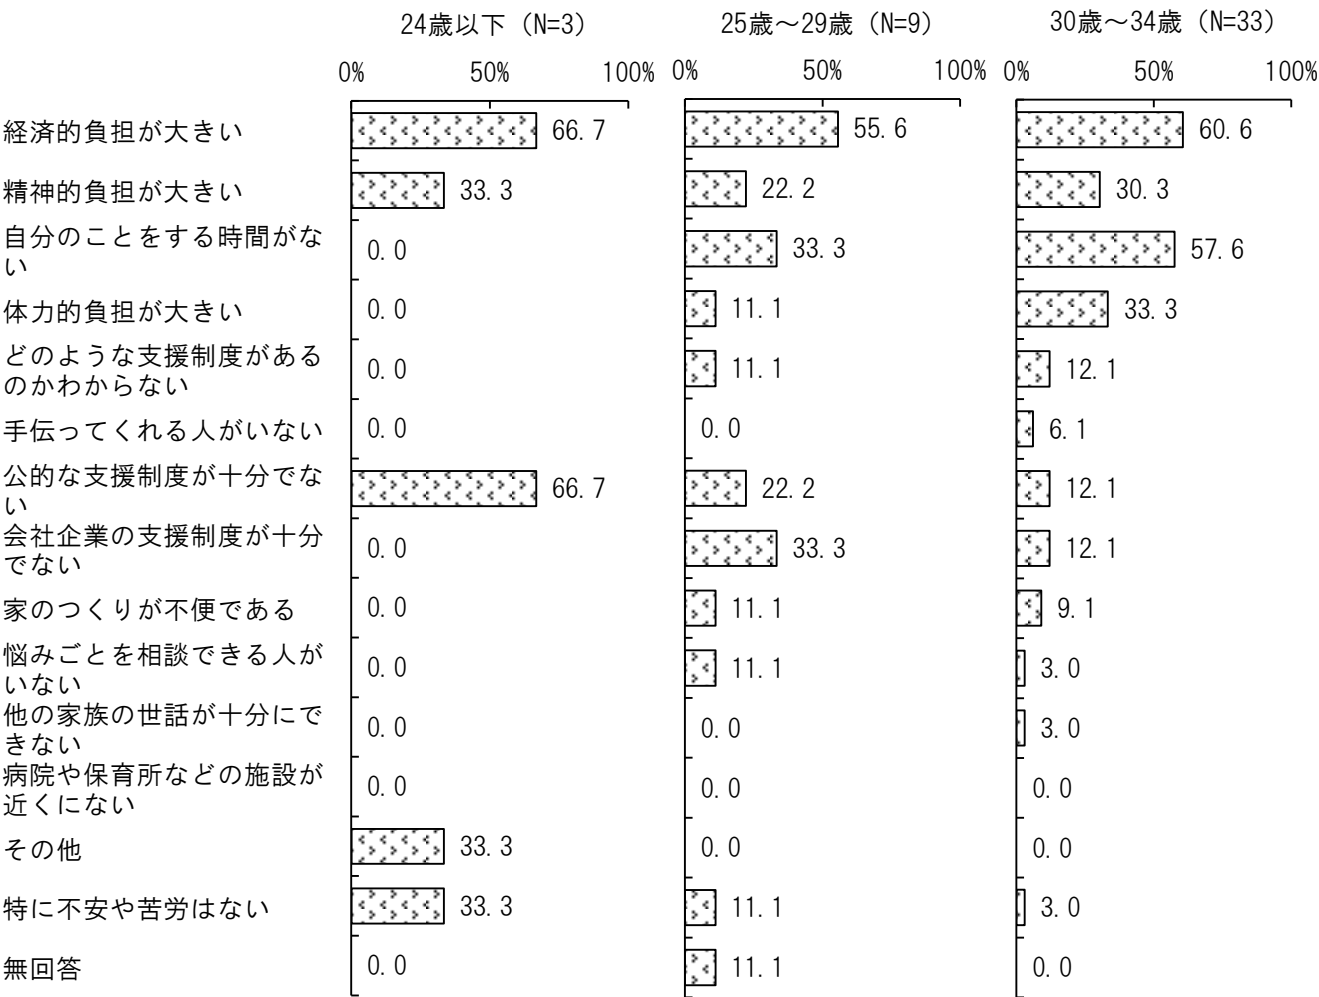 24歳以下（N=3） 25歳～29歳（N=9） 30歳～34歳（N=33）
0% 50% 100% 0% 50% 100% 0% 50% 100%
経済的負担が大きい 66.7 55.6 60.6
精神的負担が大きい 33.3 22.2 30.3
自分のことをする時間がな
い 0.0 33.3 57.6
体力的負担が大きい 0.0 11.1 33.3
どのような支援制度がある
のかわからない 0.0 11.1 12.1
手伝ってくれる人がいない 0.0 0.0 6.1
公的な支援制度が十分でな
い 66.7 22.2 12.1
会社企業の支援制度が十分
でない 0.0 33.3 12.1
家のつくりが不便である 0.0 11.1 9.1
悩みごとを相談できる人が
いない 0.0 11.1 3.0
他の家族の世話が十分にで
きない 0.0 0.0 3.0
病院や保育所などの施設が
近くにない 0.0 0.0 0.0
その他 33.3 0.0 0.0
特に不安や苦労はない 33.3 11.1 3.0
無回答 0.0 11.1 0.0